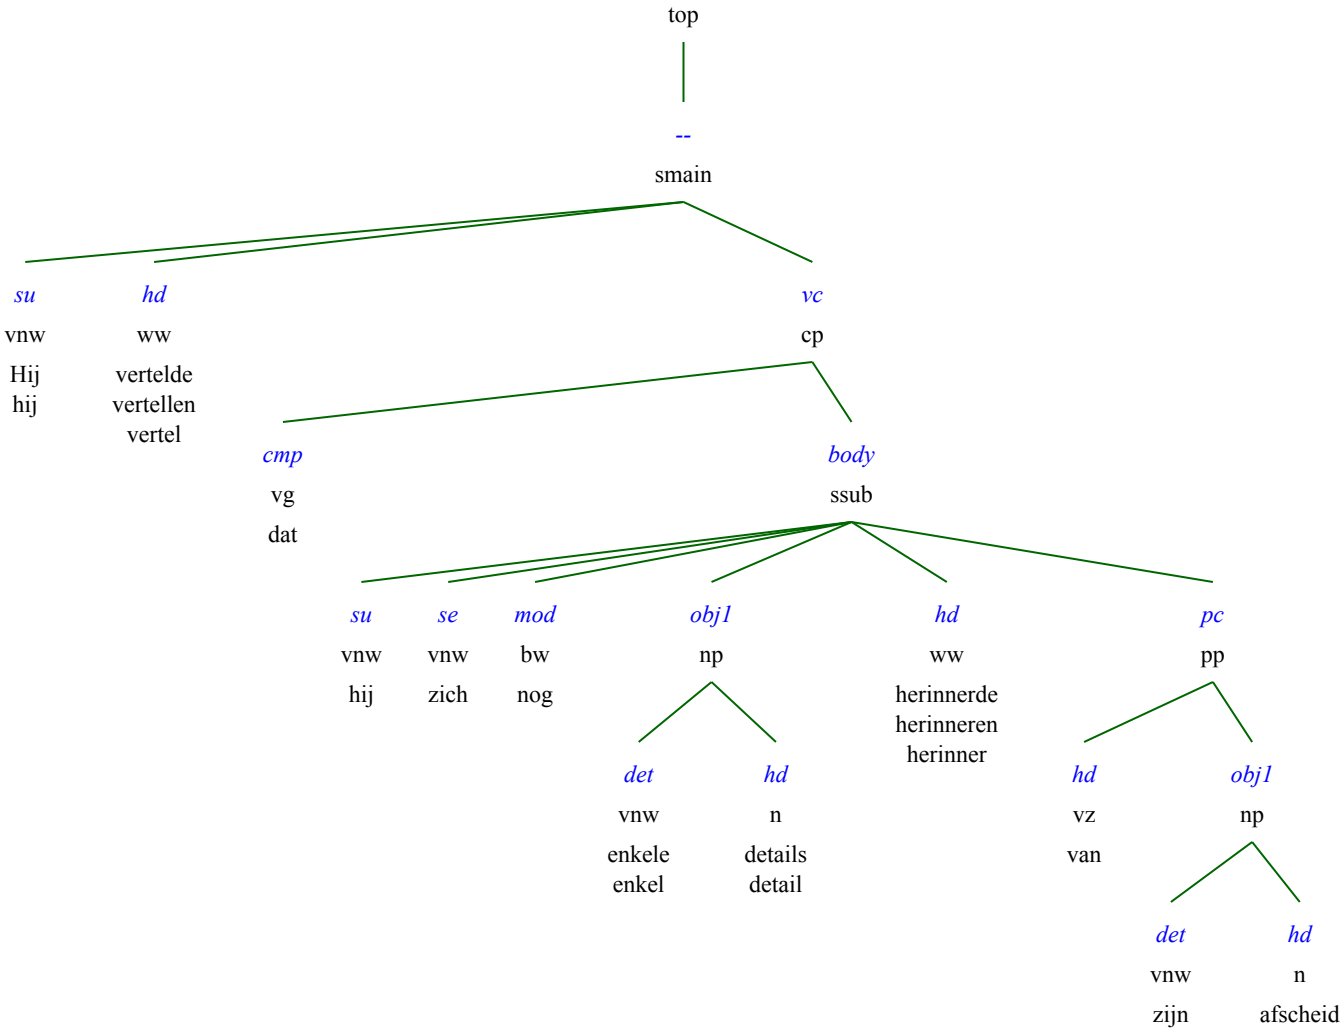 top
--
smain
su hd vc
vnw ww cp
Hij vertelde
hij vertellen
vertel
cmp body
vg ssub
dat
su se mod obj1 hd pc
vnw vnw bw np ww pp
hij zich nog herinnerde
herinneren
herinner
det hd hd obj1
vnw n vz np
enkele details van
enkel detail
det hd
vnw n
zijn afscheid